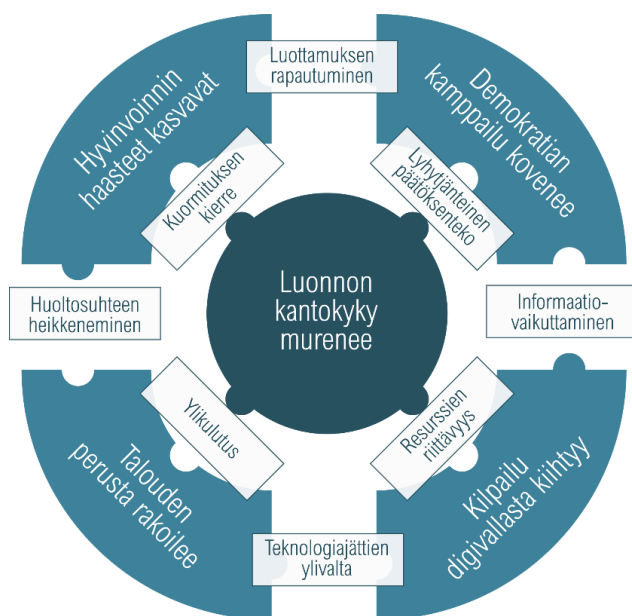 Luottamuksen
rapautuminen
Hyvinvoinnin
haasteet kasvavat
Demokratian
kamppailu kovenee
Kuormituksen
kierre
Lyhytjänteinen
päätöksenteko
Luonnon
kantokyky
murenee
Huoltosuhteen
heikkeneminen
Informaatio-
vaikuttaminen
Ylikulutus
Resurssien
riittävyys
Talouden
perusta rakoilee
Kilpailu
digivallasta kiihtyy
Teknologiajättien
ylivalta